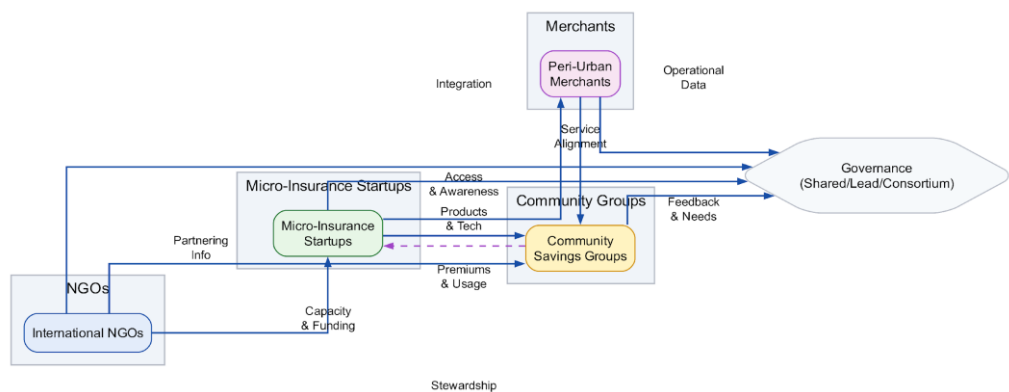 Merchants
Peri-Urban
Merchants
Integration
Operational
Data
Service
Alignment
Governance
(Shared/Lead/Consortium)
Micro-Insurance Startups
Access
& Awareness
Community Groups
Micro-Insurance
Startups
Products
& Tech
Feedback
& Needs
Community
Savings Groups
Partnering
Info
Premiums
& Usage
NGOs
International NGOs
Capacity
& Funding
Stewardship